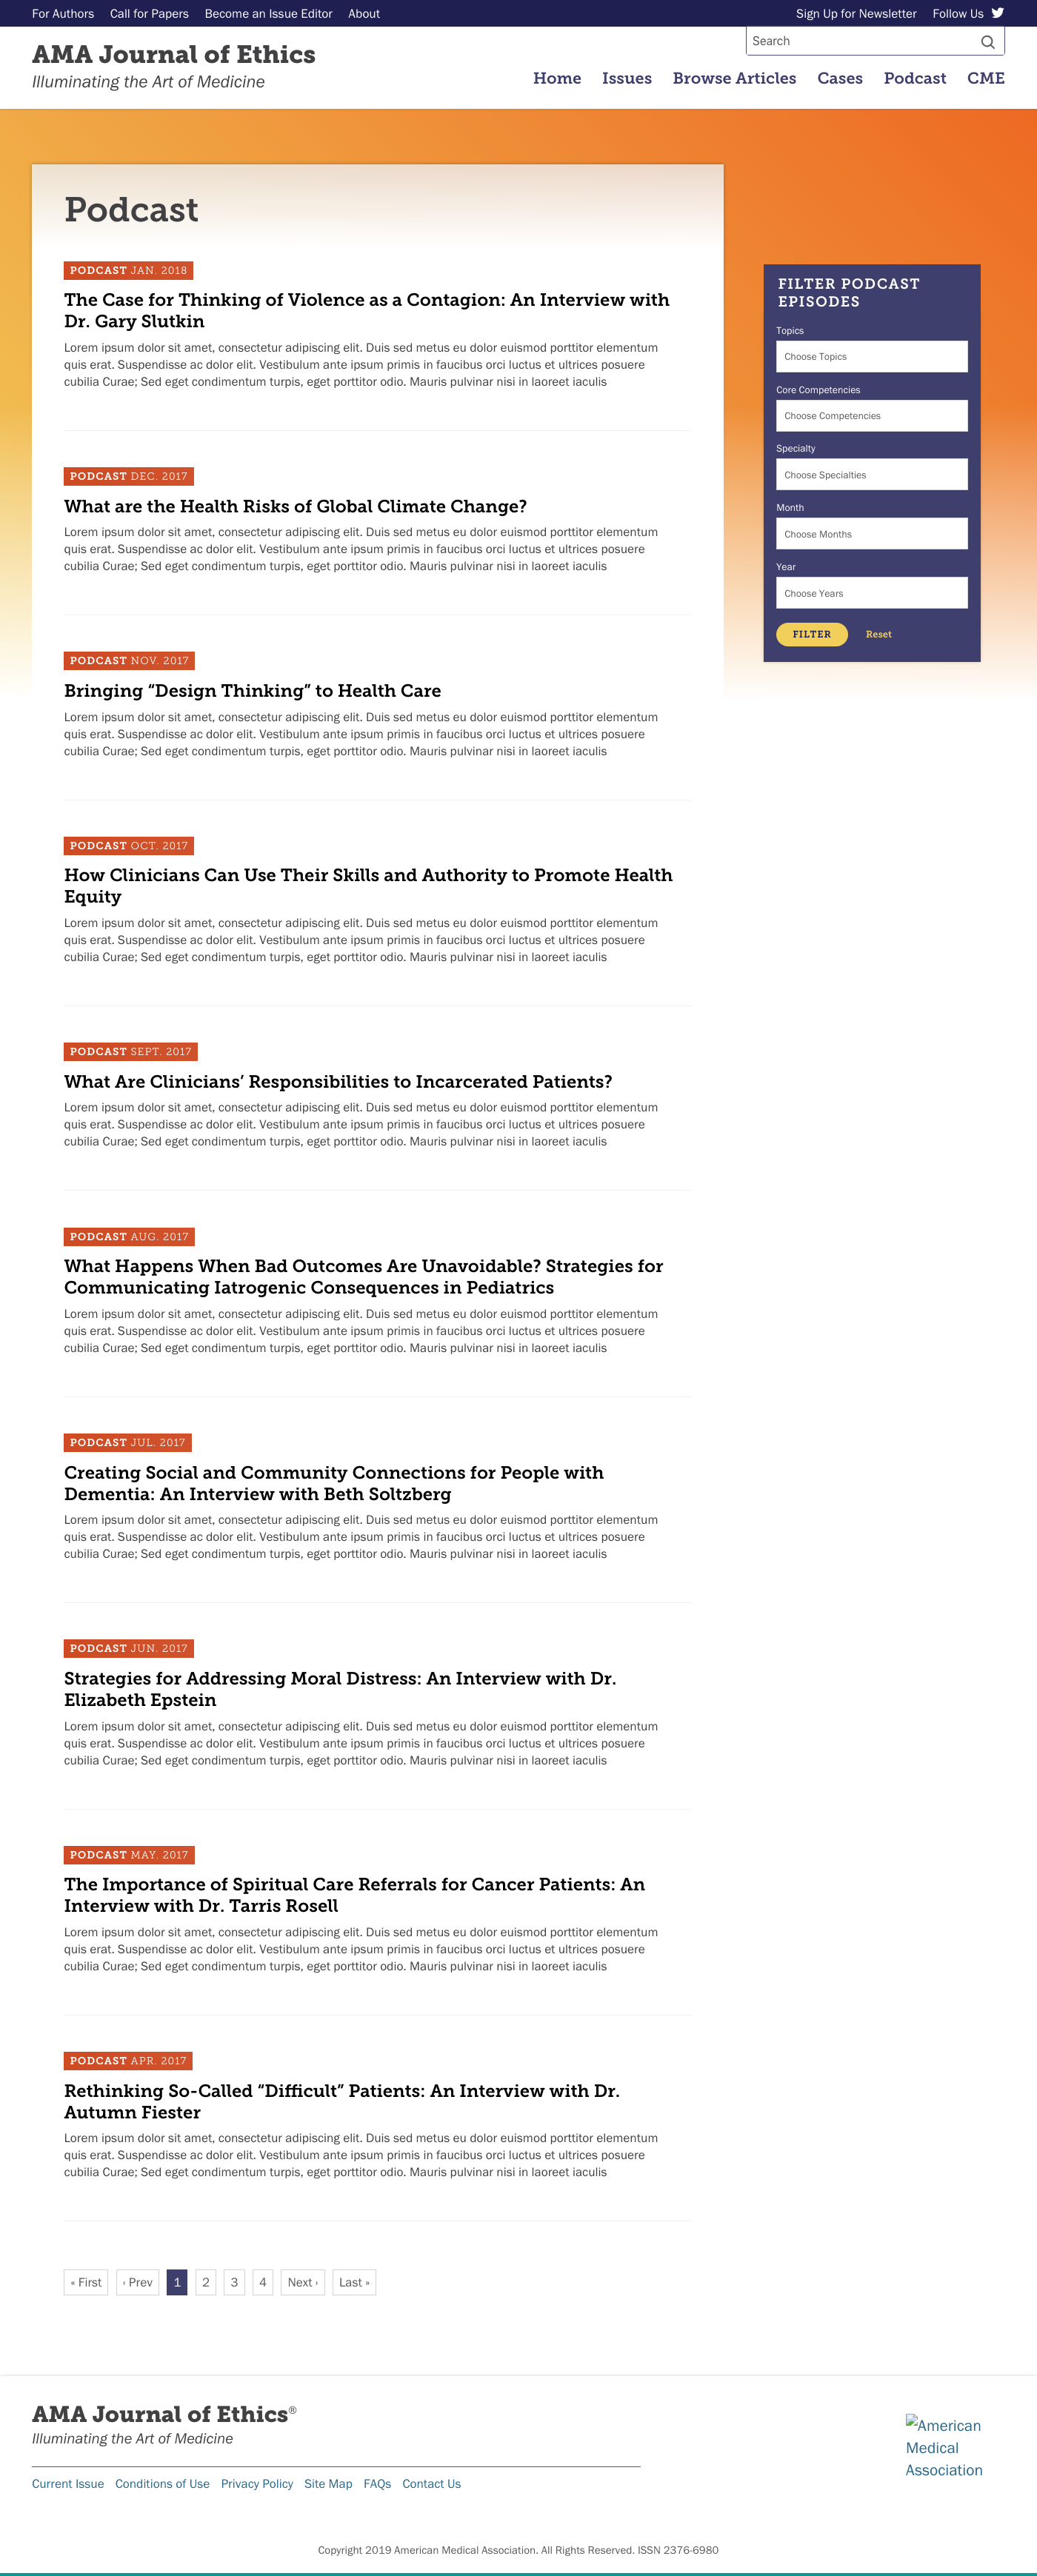 For Authors Call for Papers Become an Issue Editor About
Sign Up for Newsletter Follow Us
AMA Journal of Ethics
Illuminating the Art of Medicine
Search
Home Issues Browse Articles Cases Podcast CME
Podcast
PODCAST JAN. 2018
The Case for Thinking of Violence as a Contagion: An Interview with
Dr. Gary Slutkin
Lorem ipsum dolor sit amet, consectetur adipiscing elit. Duis sed metus eu dolor euismod porttitor elementum
quis erat. Suspendisse ac dolor elit. Vestibulum ante ipsum primis in faucibus orci luctus et ultrices posuere
cubilia Curae; Sed eget condimentum turpis, eget porttitor odio. Mauris pulvinar nisi in laoreet iaculis
PODCAST DEC. 2017
What are the Health Risks of Global Climate Change?
Lorem ipsum dolor sit amet, consectetur adipiscing elit. Duis sed metus eu dolor euismod porttitor elementum
quis erat. Suspendisse ac dolor elit. Vestibulum ante ipsum primis in faucibus orci luctus et ultrices posuere
cubilia Curae; Sed eget condimentum turpis, eget porttitor odio. Mauris pulvinar nisi in laoreet iaculis
PODCAST NOV. 2017
Bringing “Design Thinking” to Health Care
Lorem ipsum dolor sit amet, consectetur adipiscing elit. Duis sed metus eu dolor euismod porttitor elementum
quis erat. Suspendisse ac dolor elit. Vestibulum ante ipsum primis in faucibus orci luctus et ultrices posuere
cubilia Curae; Sed eget condimentum turpis, eget porttitor odio. Mauris pulvinar nisi in laoreet iaculis
PODCAST OCT. 2017
How Clinicians Can Use Their Skills and Authority to Promote Health
Equity
Lorem ipsum dolor sit amet, consectetur adipiscing elit. Duis sed metus eu dolor euismod porttitor elementum
quis erat. Suspendisse ac dolor elit. Vestibulum ante ipsum primis in faucibus orci luctus et ultrices posuere
cubilia Curae; Sed eget condimentum turpis, eget porttitor odio. Mauris pulvinar nisi in laoreet iaculis
PODCAST SEPT. 2017
What Are Clinicians’ Responsibilities to Incarcerated Patients?
Lorem ipsum dolor sit amet, consectetur adipiscing elit. Duis sed metus eu dolor euismod porttitor elementum
quis erat. Suspendisse ac dolor elit. Vestibulum ante ipsum primis in faucibus orci luctus et ultrices posuere
cubilia Curae; Sed eget condimentum turpis, eget porttitor odio. Mauris pulvinar nisi in laoreet iaculis
PODCAST AUG. 2017
What Happens When Bad Outcomes Are Unavoidable? Strategies for
Communicating Iatrogenic Consequences in Pediatrics
Lorem ipsum dolor sit amet, consectetur adipiscing elit. Duis sed metus eu dolor euismod porttitor elementum
quis erat. Suspendisse ac dolor elit. Vestibulum ante ipsum primis in faucibus orci luctus et ultrices posuere
cubilia Curae; Sed eget condimentum turpis, eget porttitor odio. Mauris pulvinar nisi in laoreet iaculis
PODCAST JUL. 2017
Creating Social and Community Connections for People with
Dementia: An Interview with Beth Soltzberg
Lorem ipsum dolor sit amet, consectetur adipiscing elit. Duis sed metus eu dolor euismod porttitor elementum
quis erat. Suspendisse ac dolor elit. Vestibulum ante ipsum primis in faucibus orci luctus et ultrices posuere
cubilia Curae; Sed eget condimentum turpis, eget porttitor odio. Mauris pulvinar nisi in laoreet iaculis
PODCAST JUN. 2017
Strategies for Addressing Moral Distress: An Interview with Dr.
Elizabeth Epstein
Lorem ipsum dolor sit amet, consectetur adipiscing elit. Duis sed metus eu dolor euismod porttitor elementum
quis erat. Suspendisse ac dolor elit. Vestibulum ante ipsum primis in faucibus orci luctus et ultrices posuere
cubilia Curae; Sed eget condimentum turpis, eget porttitor odio. Mauris pulvinar nisi in laoreet iaculis
PODCAST MAY. 2017
The Importance of Spiritual Care Referrals for Cancer Patients: An
Interview with Dr. Tarris Rosell
Lorem ipsum dolor sit amet, consectetur adipiscing elit. Duis sed metus eu dolor euismod porttitor elementum
quis erat. Suspendisse ac dolor elit. Vestibulum ante ipsum primis in faucibus orci luctus et ultrices posuere
cubilia Curae; Sed eget condimentum turpis, eget porttitor odio. Mauris pulvinar nisi in laoreet iaculis
PODCAST APR. 2017
Rethinking So-Called “Difficult” Patients: An Interview with Dr.
Autumn Fiester
Lorem ipsum dolor sit amet, consectetur adipiscing elit. Duis sed metus eu dolor euismod porttitor elementum
quis erat. Suspendisse ac dolor elit. Vestibulum ante ipsum primis in faucibus orci luctus et ultrices posuere
cubilia Curae; Sed eget condimentum turpis, eget porttitor odio. Mauris pulvinar nisi in laoreet iaculis
« First ‹ Prev 1 2 3 4 Next › Last »
FILTER PODCAST
EPISODES
Topics
Choose Topics
Core Competencies
Choose Competencies
Specialty
Choose Specialties
Month
Choose Months
Year
Choose Years
FILTER Reset
AMA Journal of Ethics®
Illuminating the Art of Medicine
American
Medical
Association
Current Issue Conditions of Use Privacy Policy Site Map FAQs Contact Us
Copyright 2019 American Medical Association. All Rights Reserved. ISSN 2376-6980